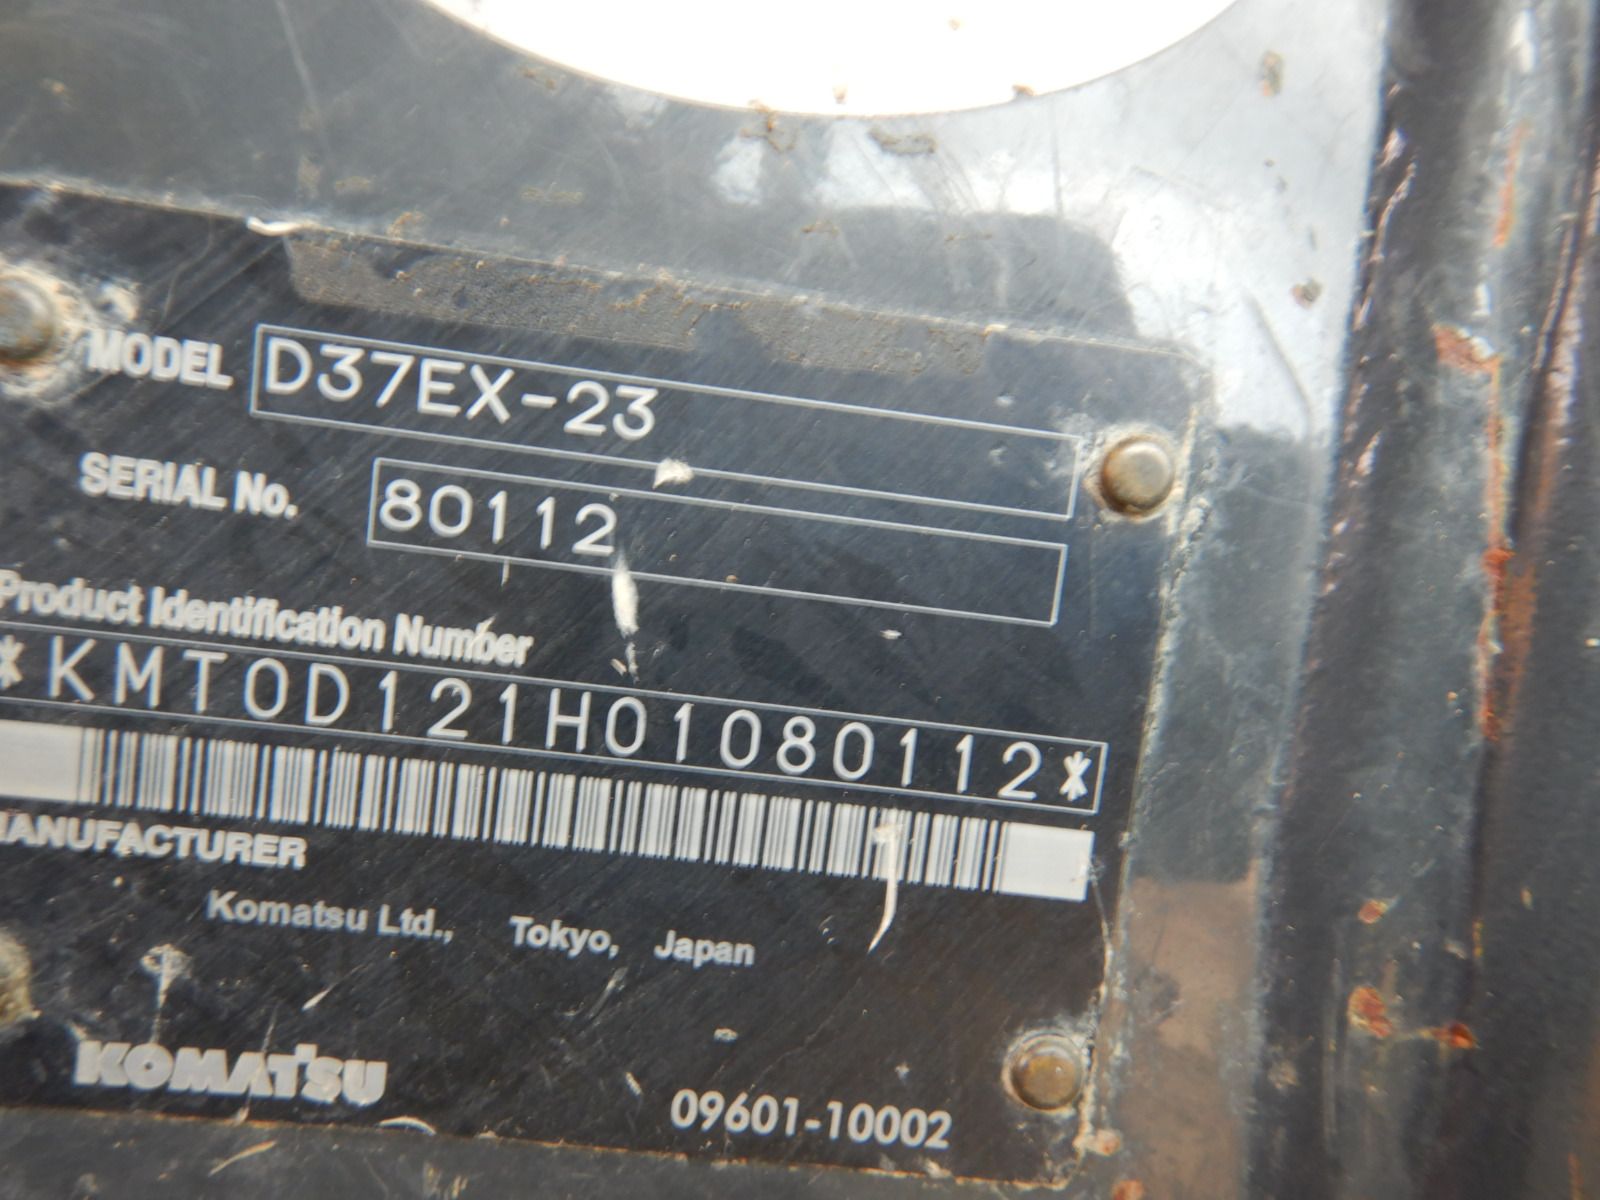 MODEL D37EX-23
SERIAL No. 80112
Product Identification Number
*KMT0D121H01080112*
MANUFACTURER
Komatsu Ltd., Tokyo, Japan
KOMATSU 09601-10002